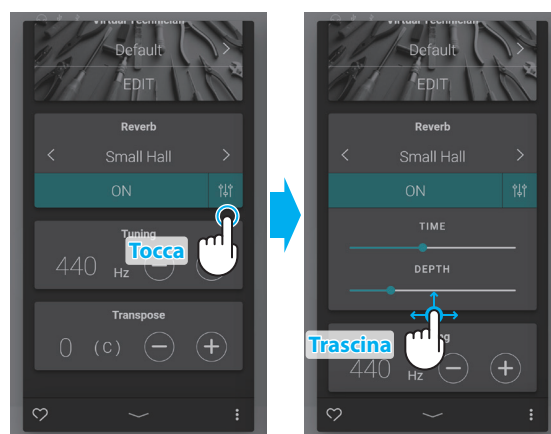 Virtual Technician
Default
EDIT
Reverb
Small Hall
ON
Tuning
Tocca
440 Hz
Transpose
0 (C)
Virtual Technician
Default
EDIT
Reverb
Small Hall
ON
TIME
DEPTH
Trascina
440 Hz